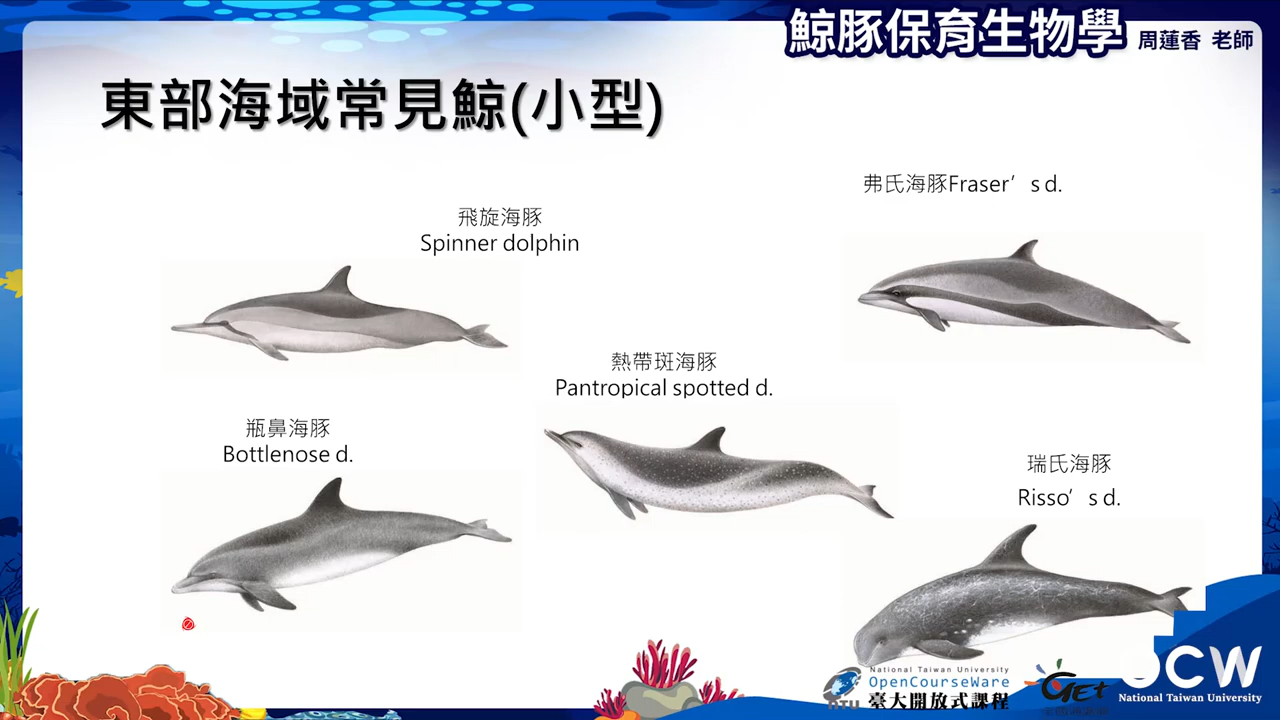 鯨豚保育生物學 周蓮香 老師
東部海域常見鯨(小型)
弗氏海豚Fraser's d.
飛旋海豚
Spinner dolphin
熱帶斑海豚
Pantropical spotted d.
瓶鼻海豚
Bottlenose d.
瑞氏海豚
Risso's d.
National Taiwan University
OpenCourseWare
NTU 臺大開放式課程
GET+
OCW
National Taiwan University